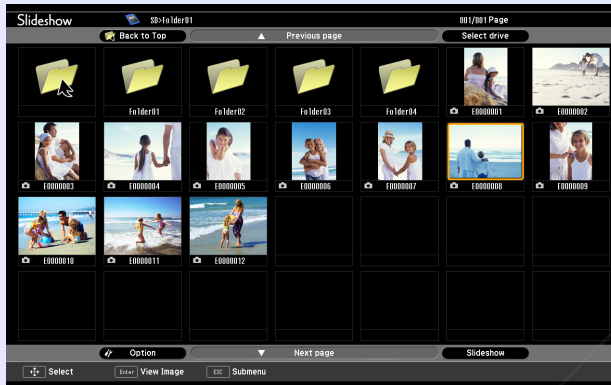 Slideshow SD>Folder01 001/001 Page
Back to Top Previous page Select drive
Folder01 Folder02 Folder03 Folder04 E0000001 E0000002
E0000003 E0000004 E0000005 E0000006 E0000007 E0000008 E0000009
E0000010 E0000011 E0000012
Option Next page Slideshow
Select Enter View Image ESC Submenu